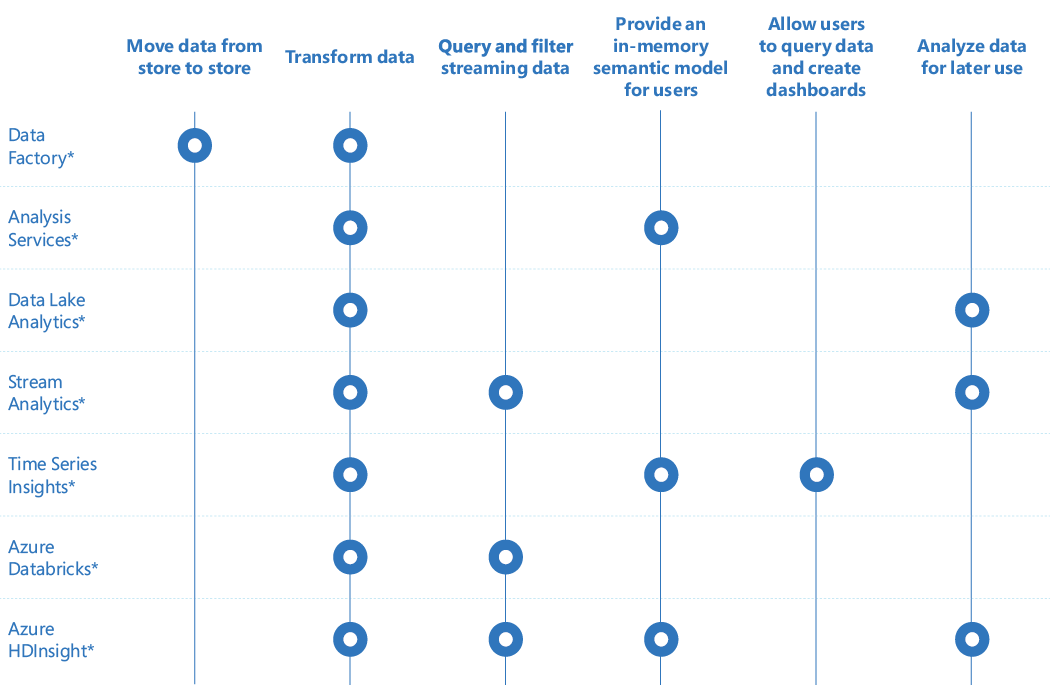 Move data from
store to store
Transform data
Query and filter
streaming data
Provide an
in-memory
semantic model
for users
Allow users
to query data
and create
dashboards
Analyze data
for later use
Data
Factory*
Analysis
Services*
Data Lake
Analytics*
Stream
Analytics*
Time Series
Insights*
Azure
Databricks*
Azure
HDInsight*